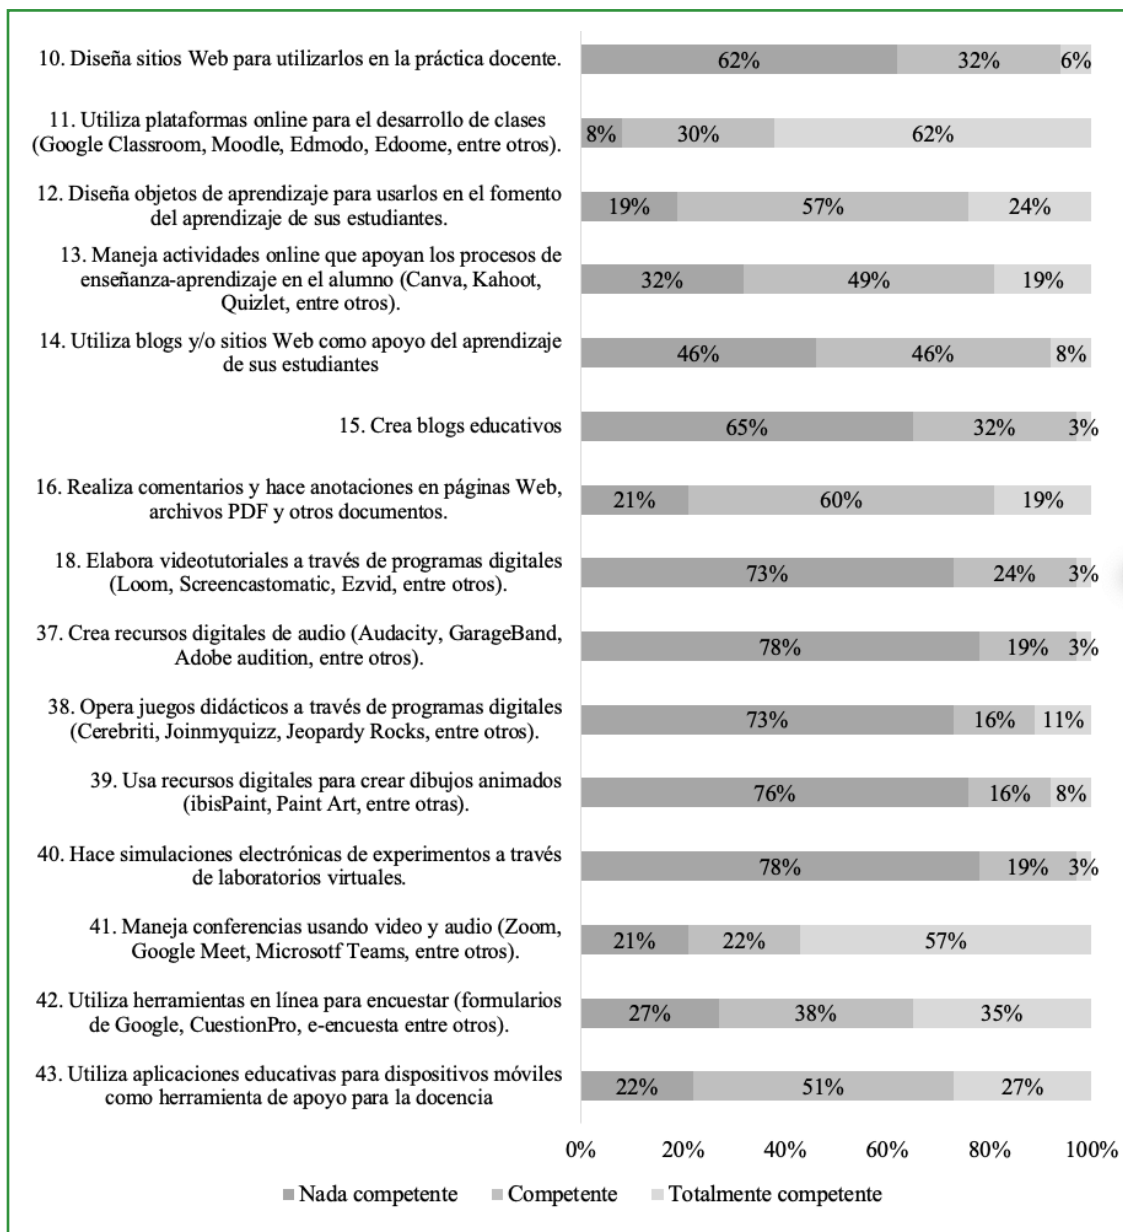 10. Diseña sitios Web para utilizarlos en la práctica docente.
62% 32% 6%
11. Utiliza plataformas online para el desarrollo de clases
(Google Classroom, Moodle, Edmodo, Edoome, entre otros).
8% 30% 62%
12. Diseña objetos de aprendizaje para usarlos en el fomento
del aprendizaje de sus estudiantes.
19% 57% 24%
13. Maneja actividades online que apoyan los procesos de
enseñanza-aprendizaje en el alumno (Canva, Kahoot,
Quizlet, entre otros).
32% 49% 19%
14. Utiliza blogs y/o sitios Web como apoyo del aprendizaje
de sus estudiantes
46% 46% 8%
15. Crea blogs educativos
65% 32% 3%
16. Realiza comentarios y hace anotaciones en páginas Web,
archivos PDF y otros documentos.
21% 60% 19%
18. Elabora videotutoriales a través de programas digitales
(Loom, Screencastomatic, Ezvid, entre otros).
73% 24% 3%
37. Crea recursos digitales de audio (Audacity, GarageBand,
Adobe audition, entre otros).
78% 19% 3%
38. Opera juegos didácticos a través de programas digitales
(Cerebriti, Joinmyquizz, Jeopardy Rocks, entre otros).
73% 16% 11%
39. Usa recursos digitales para crear dibujos animados
(ibisPaint, Paint Art, entre otras).
76% 16% 8%
40. Hace simulaciones electrónicas de experimentos a través
de laboratorios virtuales.
78% 19% 3%
41. Maneja conferencias usando video y audio (Zoom,
Google Meet, Microsotf Teams, entre otros).
21% 22% 57%
42. Utiliza herramientas en línea para encuestar (formularios
de Google, CuestionPro, e-encuesta entre otros).
27% 38% 35%
43. Utiliza aplicaciones educativas para dispositivos móviles
como herramienta de apoyo para la docencia
22% 51% 27%
0% 20% 40% 60% 80% 100%
Nada competente Competente Totalmente competente